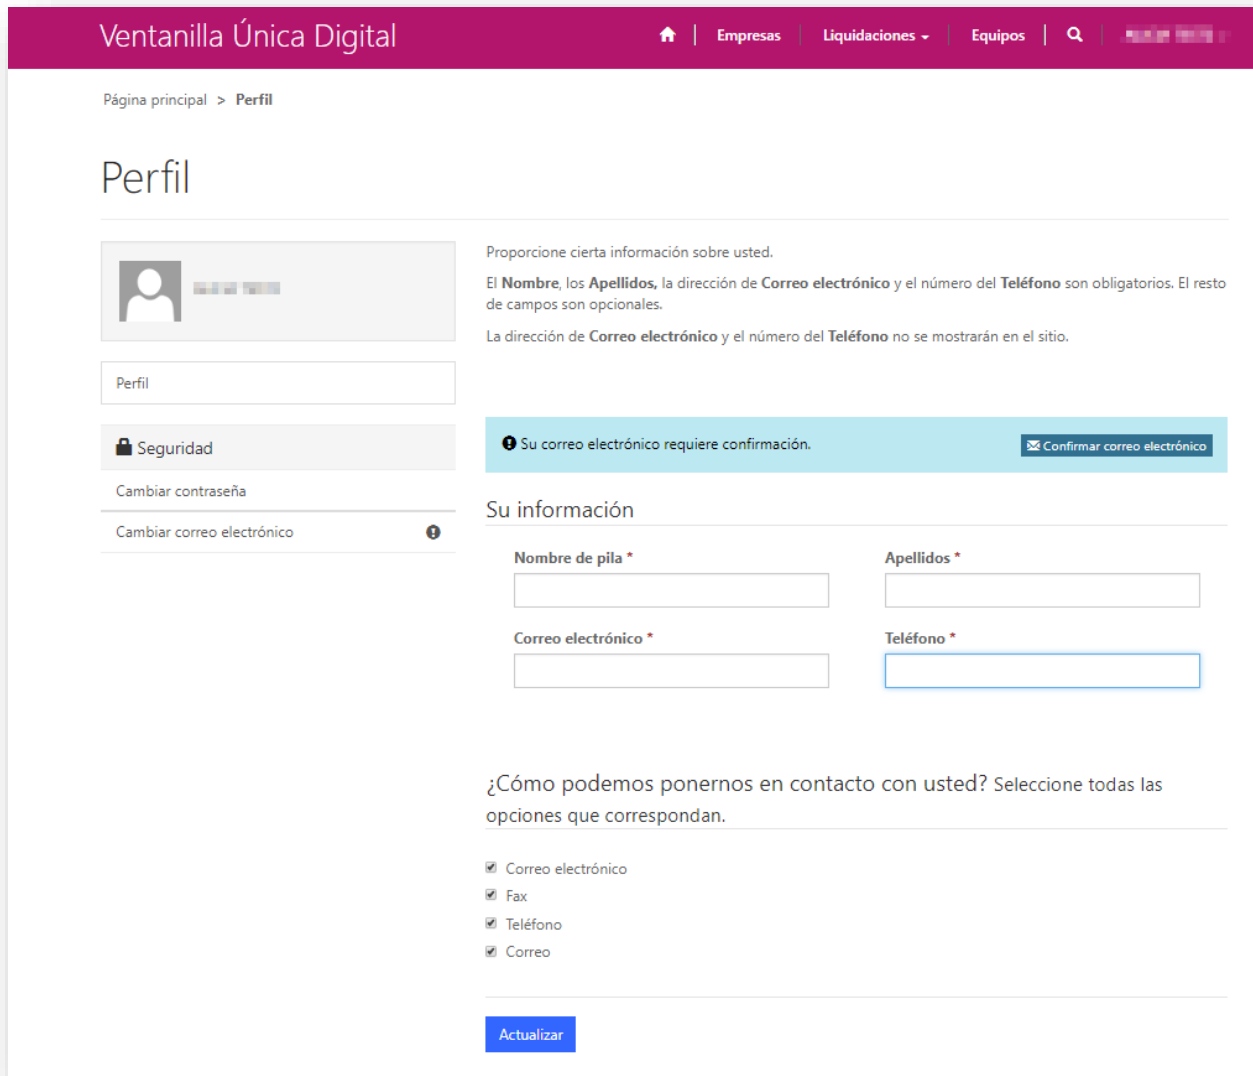 Ventanilla Única Digital
Empresas
Liquidaciones
Equipos
Página principal > Perfil
Perfil
Proporcione cierta información sobre usted.
El Nombre, los Apellidos, la dirección de Correo electrónico y el número del Teléfono son obligatorios. El resto
de campos son opcionales.
La dirección de Correo electrónico y el número del Teléfono no se mostrarán en el sitio.
Perfil
Seguridad
Cambiar contraseña
Cambiar correo electrónico
Su correo electrónico requiere confirmación.
Confirmar correo electrónico
Su información
Nombre de pila *
Apellidos *
Correo electrónico *
Teléfono *
¿Cómo podemos ponernos en contacto con usted? Seleccione todas las
opciones que correspondan.
Correo electrónico
Fax
Teléfono
Correo
Actualizar